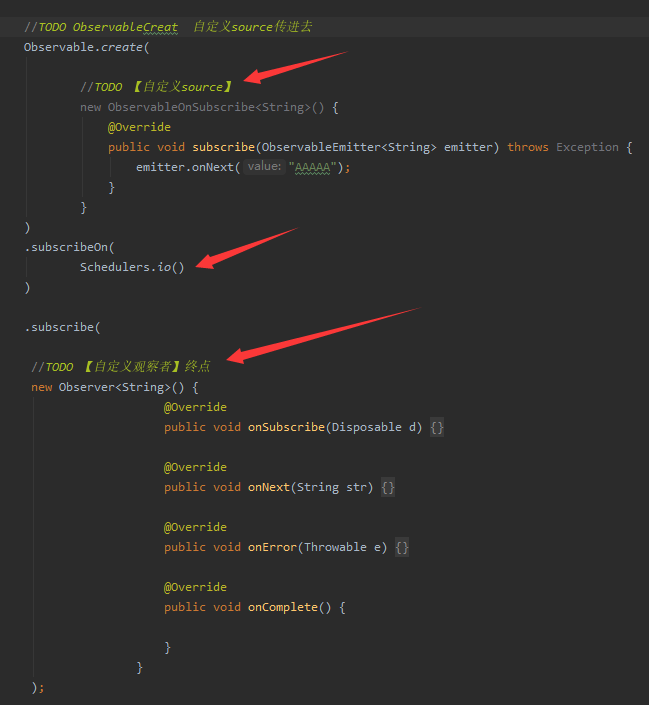 //TODO ObservableCreat 自定义source传进去
Observable.create(
//TODO 【自定义source】
new ObservableOnSubscribe<String>() {
@Override
public void subscribe(ObservableEmitter<String> emitter) throws Exception {
emitter.onNext( value: "AAAAA");
}
}
)
.subscribeOn(
Schedulers.io()
)
.subscribe(
//TODO 【自定义观察者】终点
new Observer<String>() {
@Override
public void onSubscribe(Disposable d) {}
@Override
public void onNext(String str) {}
@Override
public void onError(Throwable e) {}
@Override
public void onComplete() {
}
}
);